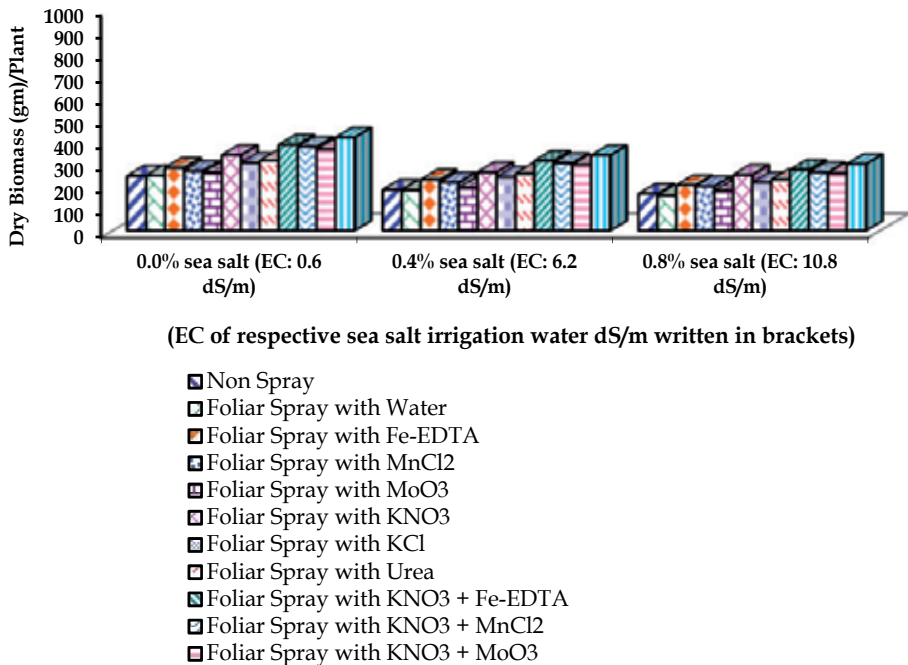 Dry Biomass (gm)/Plant
1000
900
800
700
600
500
400
300
200
100
0
0.0% sea salt (EC: 0.6
dS/m)
0.4% sea salt (EC: 6.2
dS/m)
0.8% sea salt (EC: 10.8
dS/m)
(EC of respective sea salt irrigation water dS/m written in brackets)
Non Spray
Foliar Spray with Water
Foliar Spray with Fe-EDTA
Foliar Spray with MnCl2
Foliar Spray with MoO3
Foliar Spray with KNO3
Foliar Spray with KCl
Foliar Spray with Urea
Foliar Spray with KNO3 + Fe-EDTA
Foliar Spray with KNO3 + MnCl2
Foliar Spray with KNO3 + MoO3